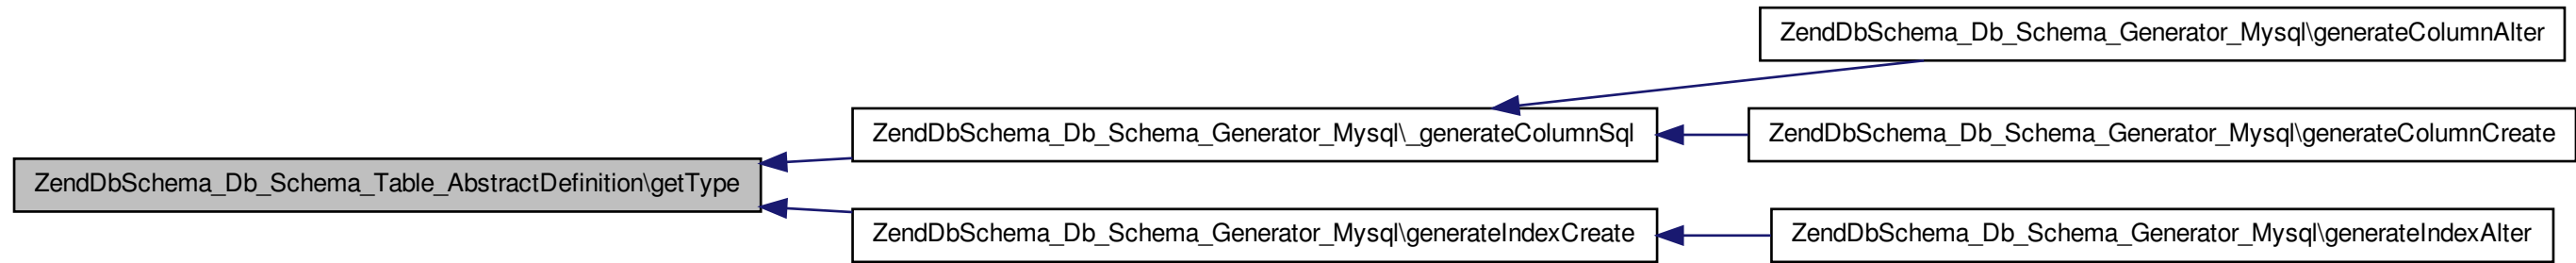 ZendDbSchema_Db_Schema_Generator_Mysql\generateColumnAlter
ZendDbSchema_Db_Schema_Generator_Mysql\_generateColumnSql
ZendDbSchema_Db_Schema_Generator_Mysql\generateColumnCreate
ZendDbSchema_Db_Schema_Table_AbstractDefinition\getType
ZendDbSchema_Db_Schema_Generator_Mysql\generateIndexCreate
ZendDbSchema_Db_Schema_Generator_Mysql\generateIndexAlter